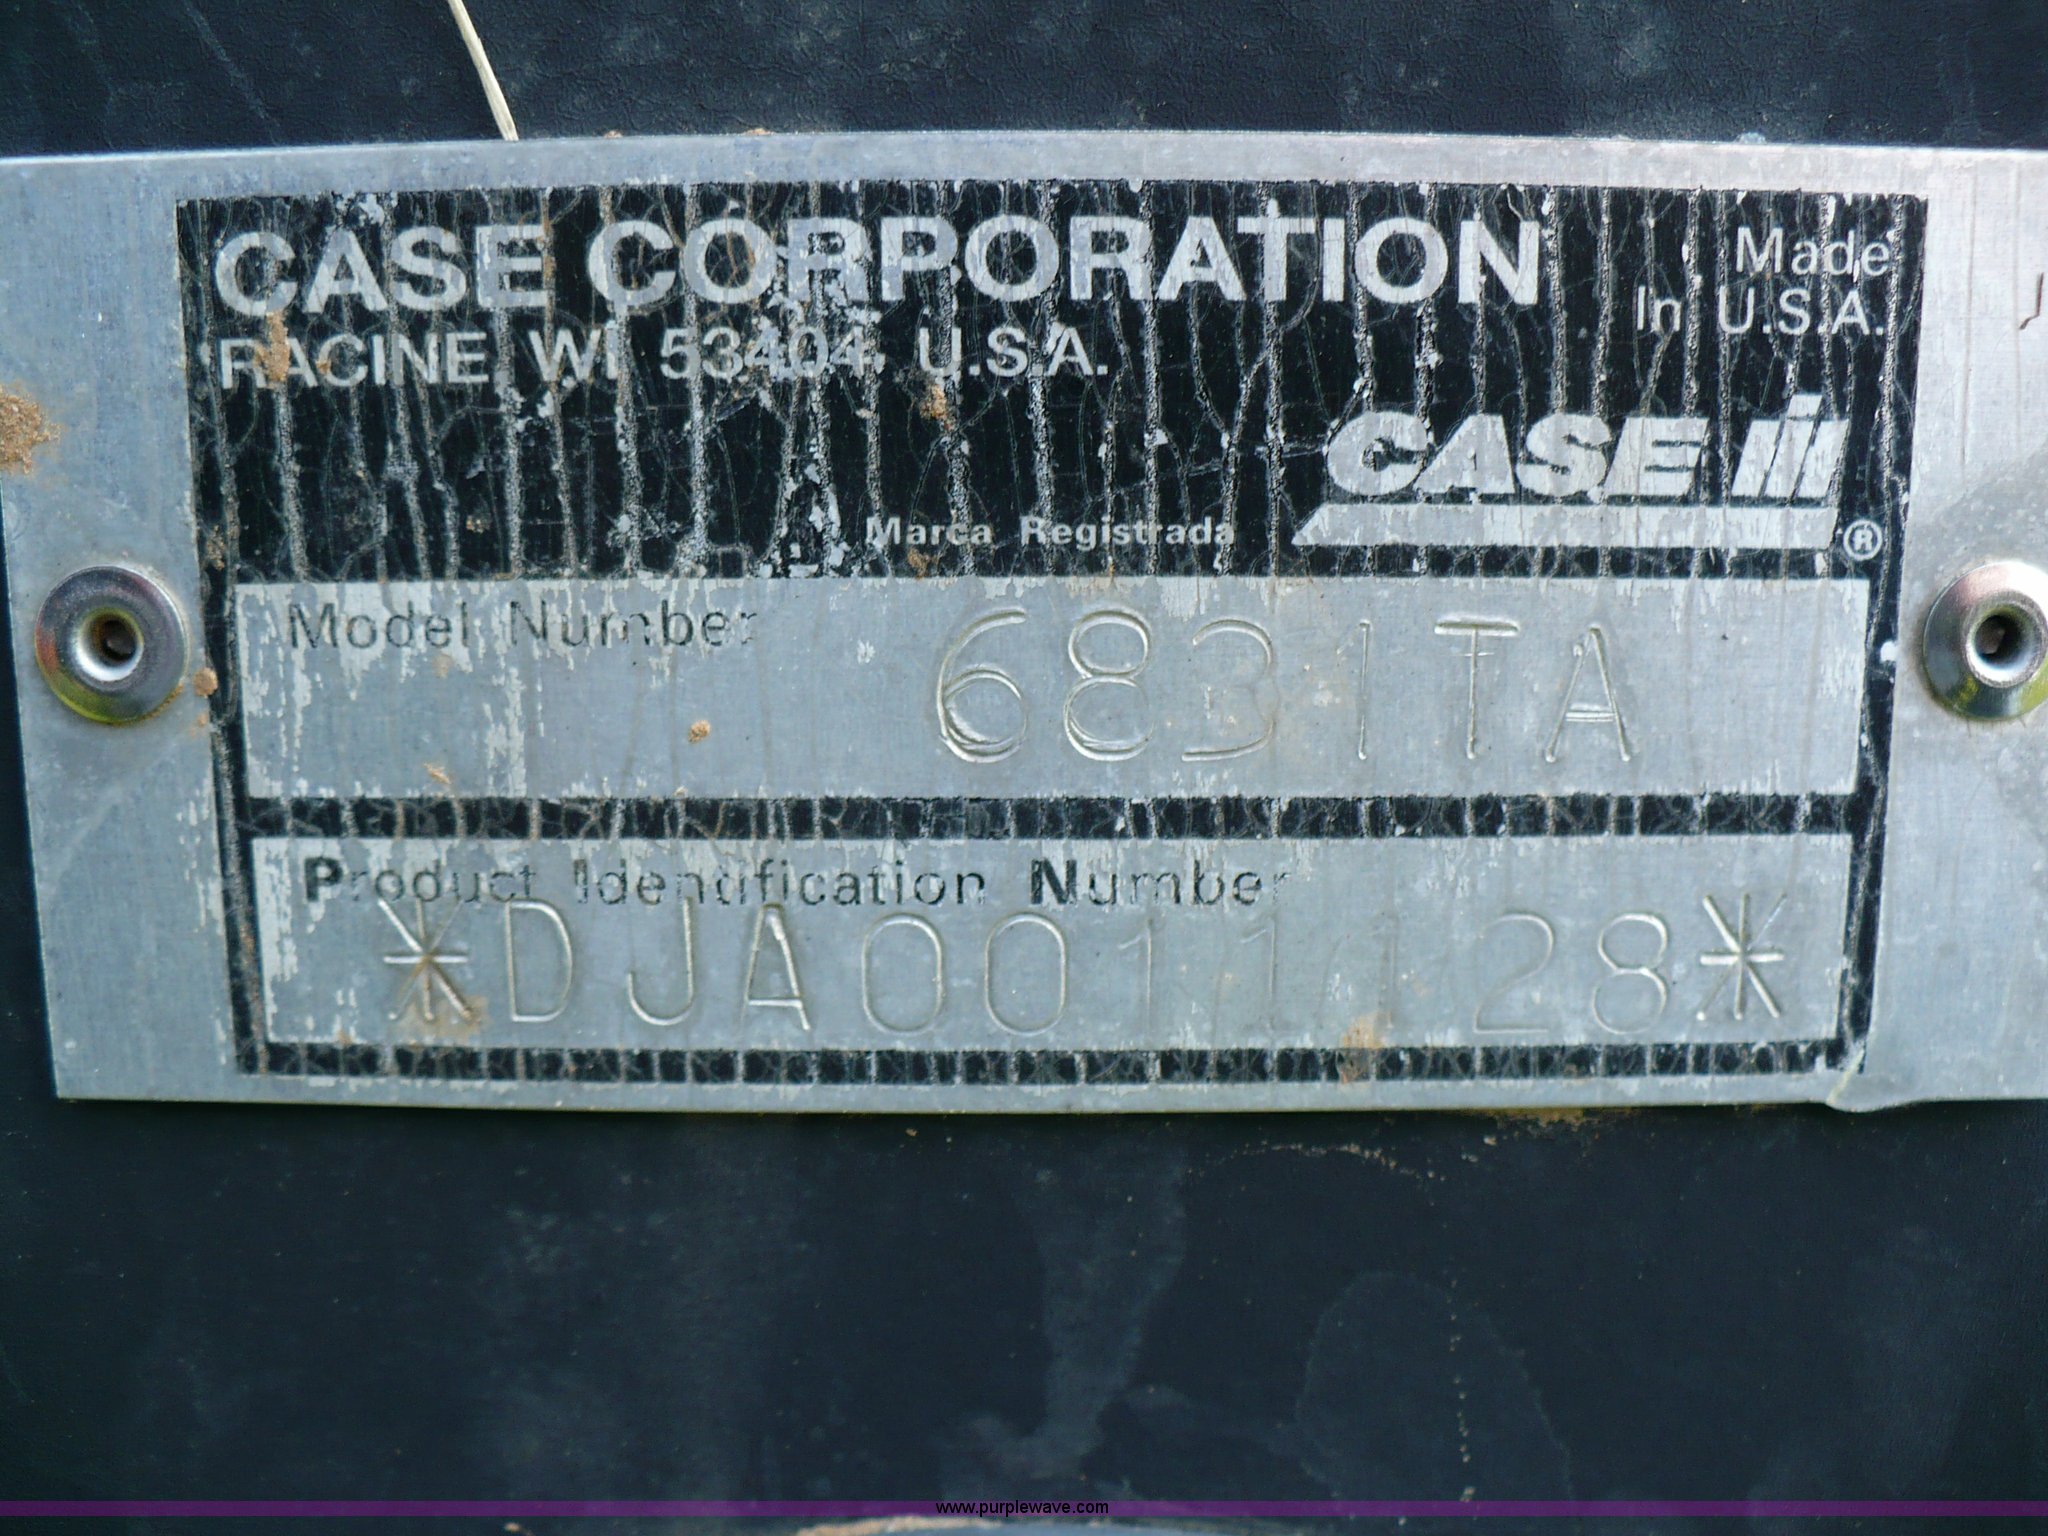 CASE CORPORATION
RACINE WI 53404 U.S.A.
Made
In U.S.A.
CASE IH
Marca Registrada ®
Model Number
6831TA
Product Identification Number
*DJA0011128*
www.purplewave.com